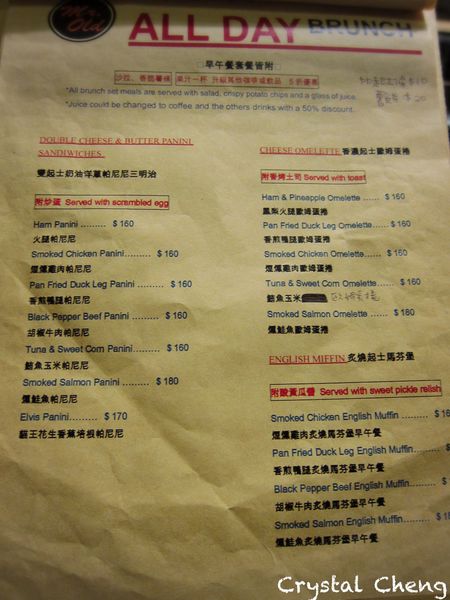 Mr. Old
ALL DAY BRUNCH
□早午餐套餐皆附□
沙拉、香脆薯條 果汁一杯 升級其他咖啡或飲品 5折優惠
*All brunch set meals are served with salad, crispy potato chips and a glass of juice.
*Juice could be changed to coffee and the others drinks with a 50% discount.
DOUBLE CHEESE & BUTTER PANINI SANDWICHES
雙起士奶油洋蔥帕尼尼三明治
附炒蛋 Served with scrambled egg
Ham Panini......... $ 160
火腿帕尼尼
Smoked Chicken Panini......... $ 160
煙燻雞肉帕尼尼
Pan Fried Duck Leg Panini ......... $ 160
香煎鴨腿帕尼尼
Black Pepper Beef Panini ......... $ 160
胡椒牛肉帕尼尼
Tuna & Sweet Corn Panini......... $ 160
鮪魚玉米帕尼尼
Smoked Salmon Panini......... $ 180
燻鮭魚帕尼尼
Elvis Panini......... $ 170
貓王花生香蕉培根帕尼尼
CHEESE OMELETTE 香濃起士歐姆蛋捲
附香烤土司 Served with toast
Ham & Pineapple Omelette ...... $ 160
鳳梨火腿歐姆蛋捲
Pan Fried Duck Leg Omelette...... $ 160
香煎鴨腿歐姆蛋捲
Smoked Chicken Omelette...... $ 160
煙燻雞肉歐姆蛋捲
Tuna & Sweet Corn Omelette...... $ 160
鮪魚玉米
Smoked Salmon Omelette ...... $ 180
燻鮭魚歐姆蛋捲
ENGLISH MIFFIN 炙燒起士馬芬堡
附酸黃瓜醬 Served with sweet pickle relish
Smoked Chicken English Muffin......... $
煙燻雞肉炙燒馬芬堡早午餐
Pan Fried Duck Leg English Muffin...... $
香煎鴨腿炙燒馬芬堡早午餐
Black Pepper Beef English Muffin...... $
胡椒牛肉炙燒馬芬堡早午餐
Smoked Salmon English Muffin......... $
燻鮭魚炙燒馬芬堡早午餐
Crystal Cheng